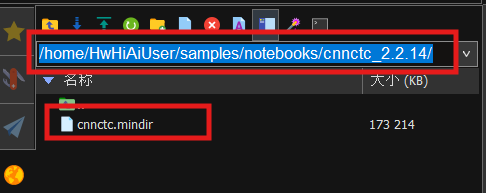 /home/HwHiAiUser/samples/notebooks/cnnctc_2.2.14/
名称 大小 (KB)
..
cnnctc.mindir 173 214